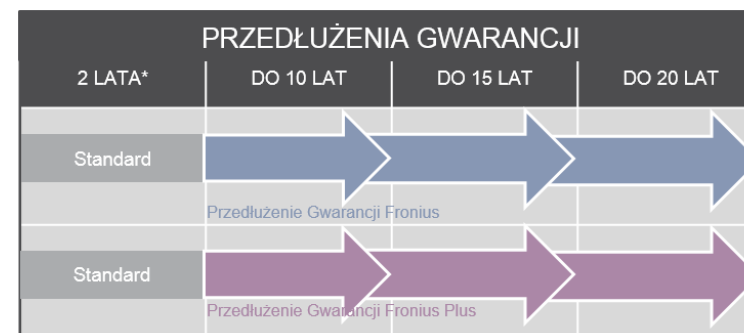 PRZEDŁUŻENIA GWARANCJI
2 LATA* DO 10 LAT DO 15 LAT DO 20 LAT
Standard
Przedłużenie Gwarancji Fronius
Standard
Przedłużenie Gwarancji Fronius Plus